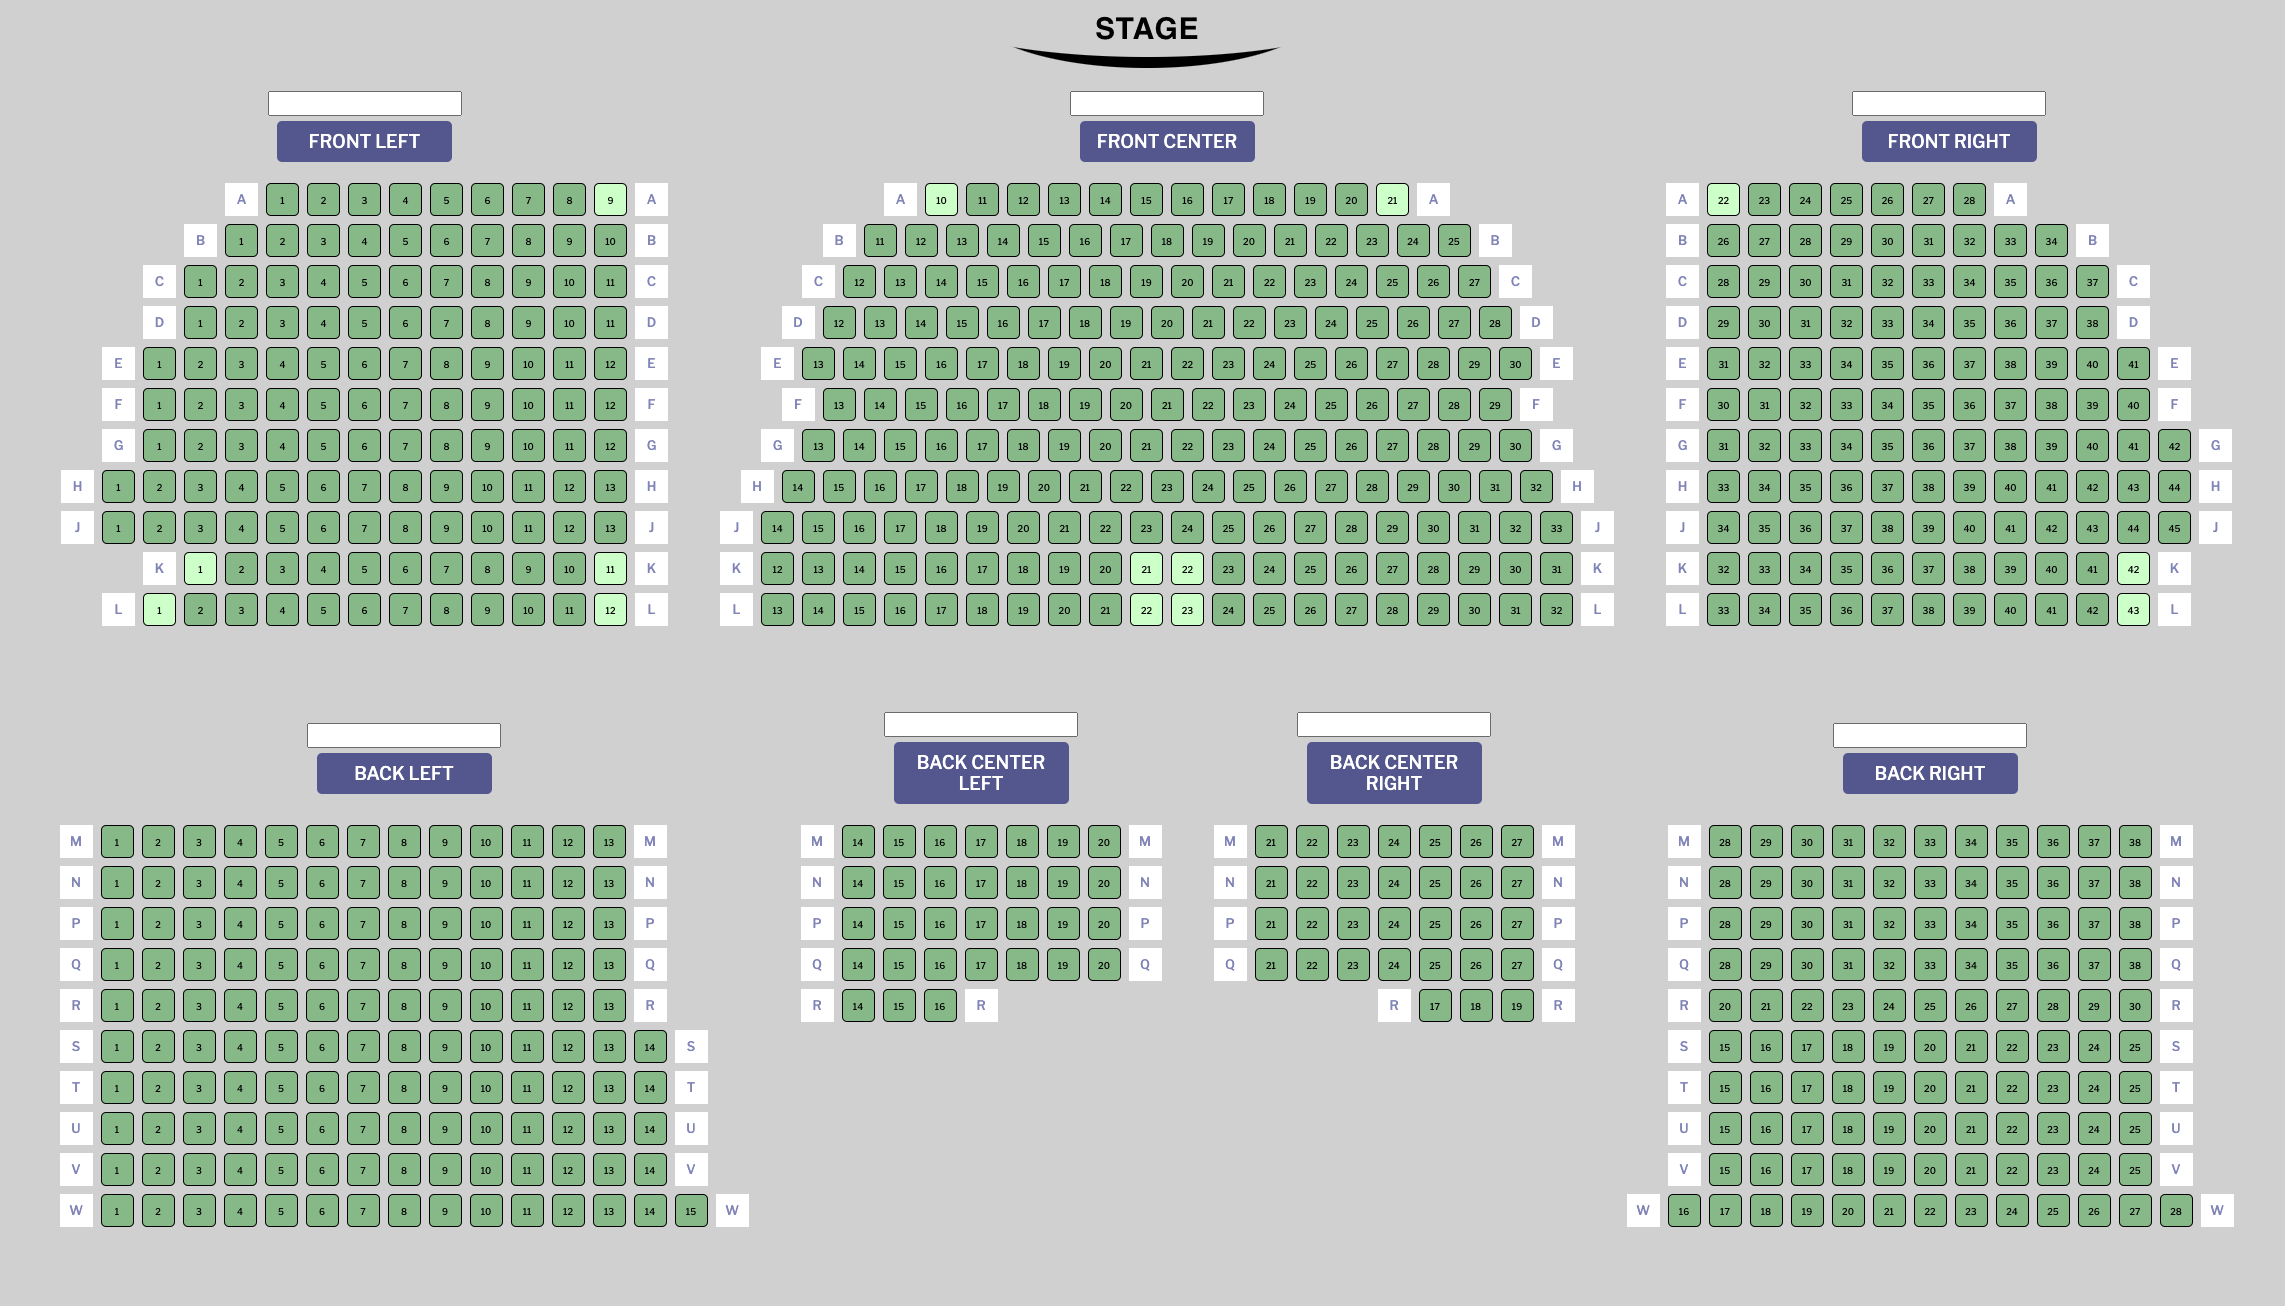 STAGE
FRONT LEFT
A 1 2 3 4 5 6 7 8 9 A
B 1 2 3 4 5 6 7 8 9 10 B
C 1 2 3 4 5 6 7 8 9 10 11 C
D 1 2 3 4 5 6 7 8 9 10 11 D
E 1 2 3 4 5 6 7 8 9 10 11 12 E
F 1 2 3 4 5 6 7 8 9 10 11 12 F
G 1 2 3 4 5 6 7 8 9 10 11 12 G
H 1 2 3 4 5 6 7 8 9 10 11 12 13 H
J 1 2 3 4 5 6 7 8 9 10 11 12 13 J
K 1 2 3 4 5 6 7 8 9 10 11 K
L 1 2 3 4 5 6 7 8 9 10 11 12 L
FRONT CENTER
A 10 11 12 13 14 15 16 17 18 19 20 21 A
B 11 12 13 14 15 16 17 18 19 20 21 22 23 24 25 B
C 12 13 14 15 16 17 18 19 20 21 22 23 24 25 26 27 C
D 12 13 14 15 16 17 18 19 20 21 22 23 24 25 26 27 28 D
E 13 14 15 16 17 18 19 20 21 22 23 24 25 26 27 28 29 30 E
F 13 14 15 16 17 18 19 20 21 22 23 24 25 26 27 28 29 F
G 13 14 15 16 17 18 19 20 21 22 23 24 25 26 27 28 29 30 G
H 14 15 16 17 18 19 20 21 22 23 24 25 26 27 28 29 30 31 32 H
J 14 15 16 17 18 19 20 21 22 23 24 25 26 27 28 29 30 31 32 33 J
K 12 13 14 15 16 17 18 19 20 21 22 23 24 25 26 27 28 29 30 31 K
L 13 14 15 16 17 18 19 20 21 22 23 24 25 26 27 28 29 30 31 32 L
FRONT RIGHT
A 22 23 24 25 26 27 28 A
B 26 27 28 29 30 31 32 33 34 B
C 28 29 30 31 32 33 34 35 36 37 C
D 29 30 31 32 33 34 35 36 37 38 D
E 31 32 33 34 35 36 37 38 39 40 41 E
F 30 31 32 33 34 35 36 37 38 39 40 F
G 31 32 33 34 35 36 37 38 39 40 41 42 G
H 33 34 35 36 37 38 39 40 41 42 43 44 H
J 34 35 36 37 38 39 40 41 42 43 44 45 J
K 32 33 34 35 36 37 38 39 40 41 42 K
L 33 34 35 36 37 38 39 40 41 42 43 L
BACK LEFT
M 1 2 3 4 5 6 7 8 9 10 11 12 13 M
N 1 2 3 4 5 6 7 8 9 10 11 12 13 N
P 1 2 3 4 5 6 7 8 9 10 11 12 13 P
Q 1 2 3 4 5 6 7 8 9 10 11 12 13 Q
R 1 2 3 4 5 6 7 8 9 10 11 12 13 R
S 1 2 3 4 5 6 7 8 9 10 11 12 13 14 S
T 1 2 3 4 5 6 7 8 9 10 11 12 13 14 T
U 1 2 3 4 5 6 7 8 9 10 11 12 13 14 U
V 1 2 3 4 5 6 7 8 9 10 11 12 13 14 V
W 1 2 3 4 5 6 7 8 9 10 11 12 13 14 15 W
BACK CENTER
LEFT
M 14 15 16 17 18 19 20 M
N 14 15 16 17 18 19 20 N
P 14 15 16 17 18 19 20 P
Q 14 15 16 17 18 19 20 Q
R 14 15 16 R
BACK CENTER
RIGHT
M 21 22 23 24 25 26 27 M
N 21 22 23 24 25 26 27 N
P 21 22 23 24 25 26 27 P
Q 21 22 23 24 25 26 27 Q
R 17 18 19 R
BACK RIGHT
M 28 29 30 31 32 33 34 35 36 37 38 M
N 28 29 30 31 32 33 34 35 36 37 38 N
P 28 29 30 31 32 33 34 35 36 37 38 P
Q 28 29 30 31 32 33 34 35 36 37 38 Q
R 20 21 22 23 24 25 26 27 28 29 30 R
S 15 16 17 18 19 20 21 22 23 24 25 S
T 15 16 17 18 19 20 21 22 23 24 25 T
U 15 16 17 18 19 20 21 22 23 24 25 U
V 15 16 17 18 19 20 21 22 23 24 25 V
W 16 17 18 19 20 21 22 23 24 25 26 27 28 W